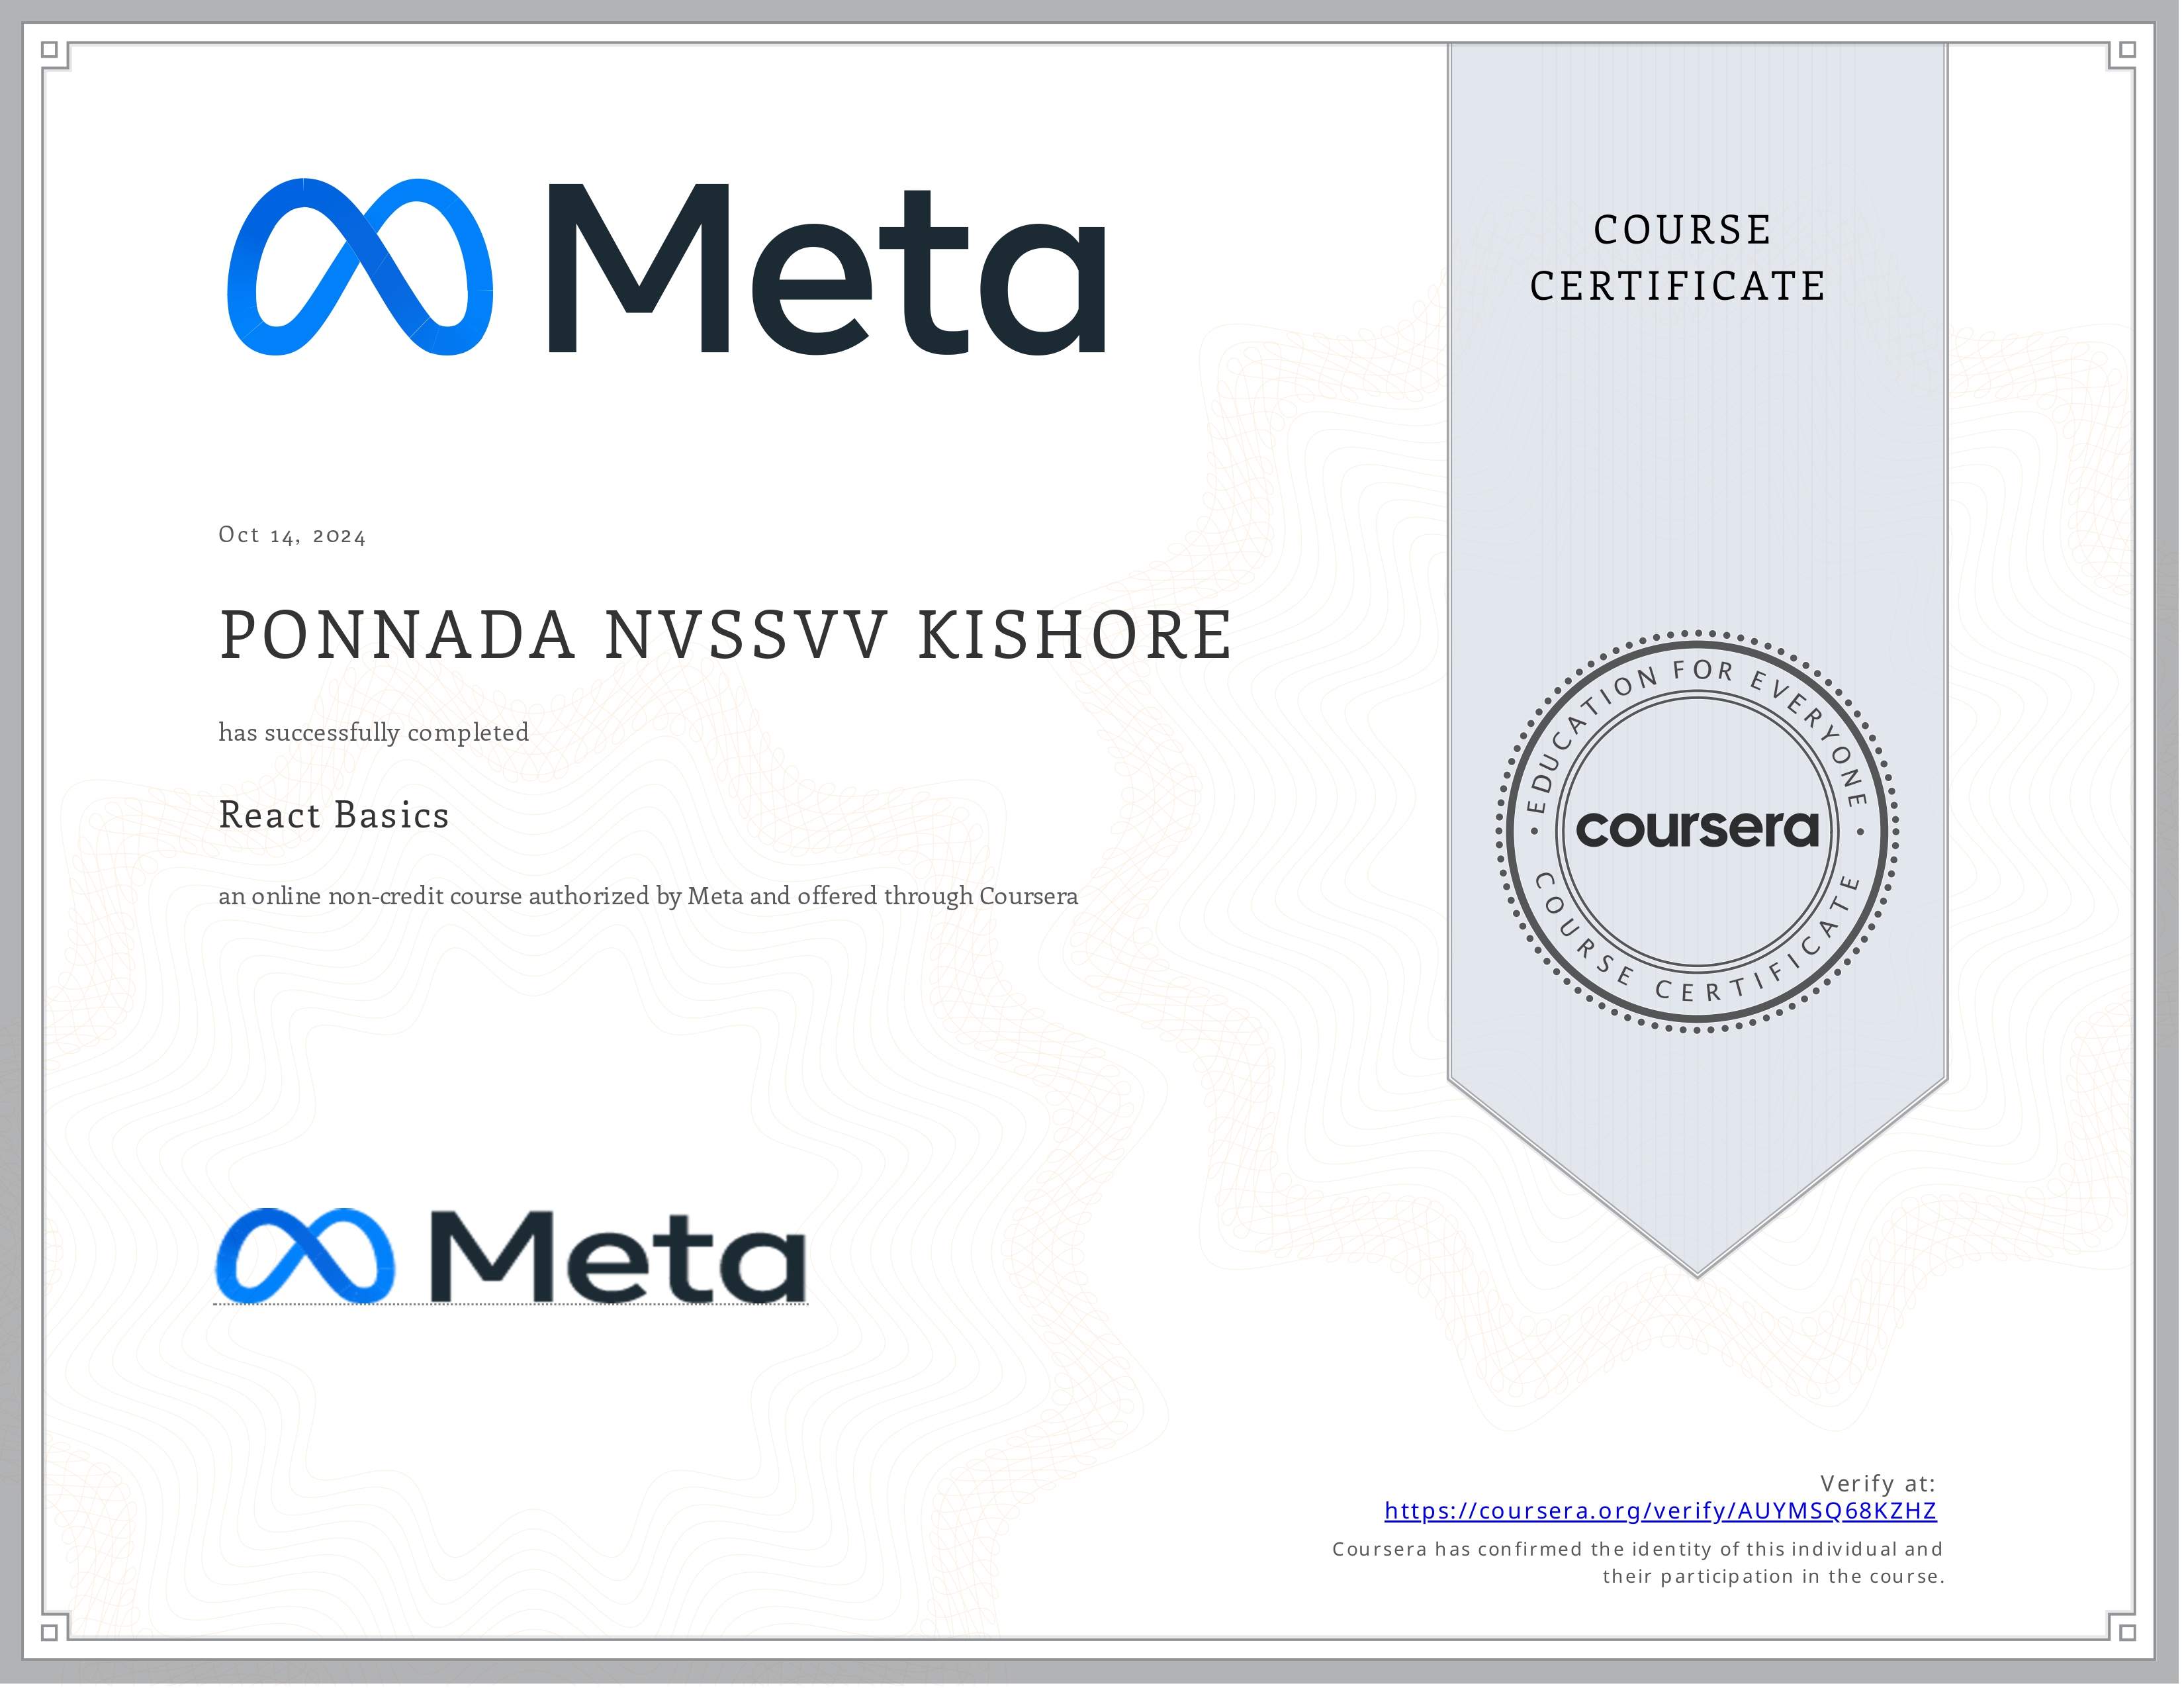 Meta
COURSE
CERTIFICATE
Oct 14, 2024
PONNADA NVSSVV KISHORE
has successfully completed
React Basics
an online non-credit course authorized by Meta and offered through Coursera
EDUCATION FOR EVERYONE
coursera
COURSE CERTIFICATE
Meta
Verify at:
https://coursera.org/verify/AUYMSQ68KZHZ
Coursera has confirmed the identity of this individual and
their participation in the course.